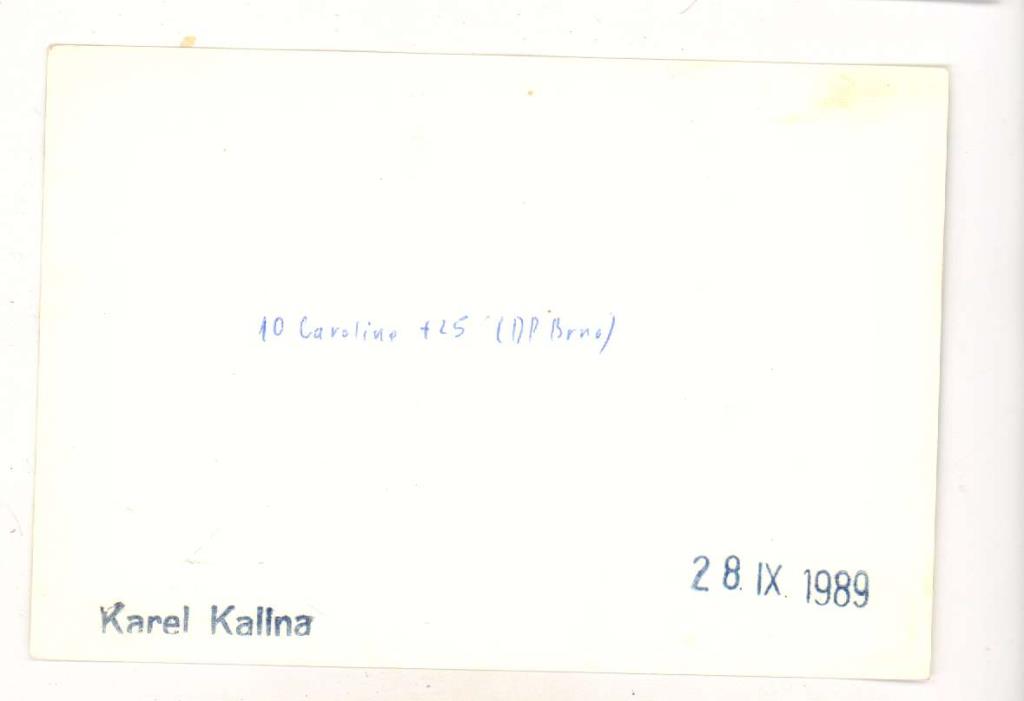 10 Caroline +25 (DP Brno)
28. IX. 1989
Karel Kalina